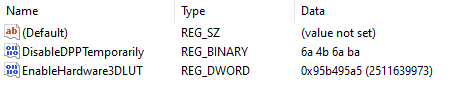 Name Type Data
(Default) REG_SZ (value not set)
DisableDPPTemporarily REG_BINARY 6a 4b 6a ba
EnableHardware3DLUT REG_DWORD 0x95b495a5 (2511639973)